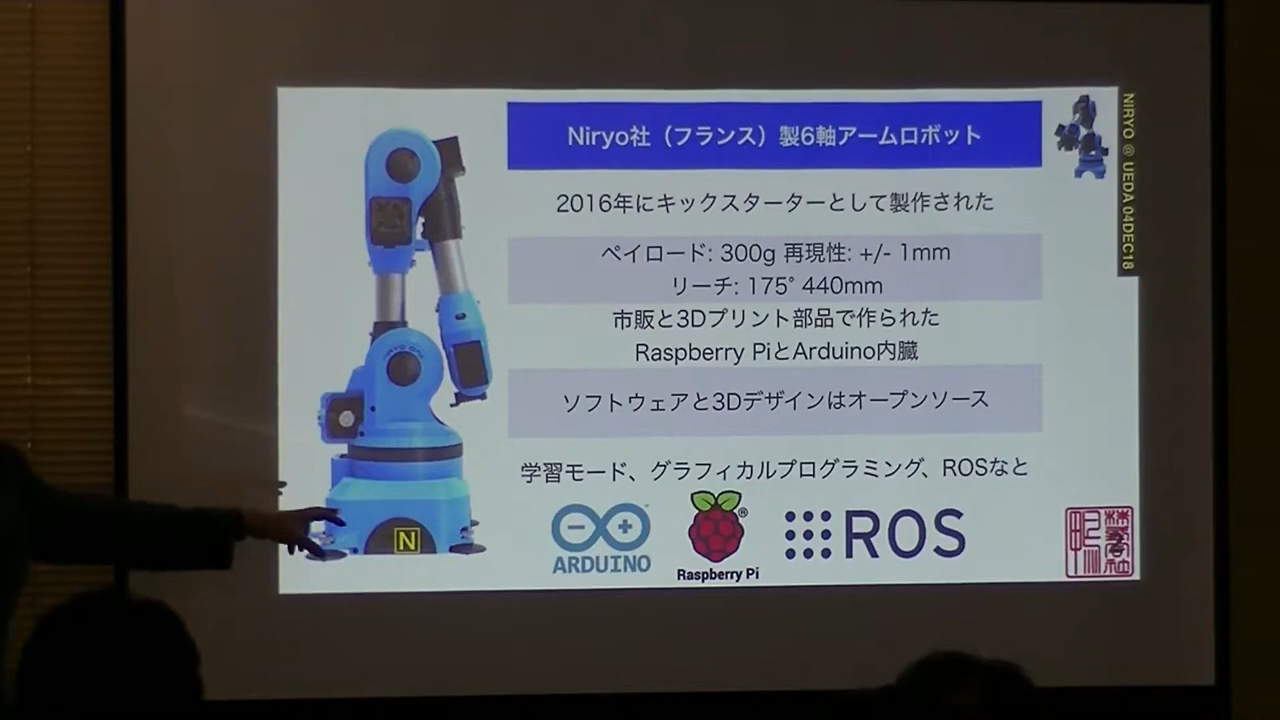 Niryo社（フランス）製6軸アームロボット
2016年にキックスターターとして製作された
ペイロード: 300g 再現性: +/- 1mm
リーチ: 175° 440mm
市販と3Dプリント部品で作られた
Raspberry PiとArduino内臓
ソフトウェアと3Dデザインはオープンソース
学習モード、グラフィカルプログラミング、ROSなと
ARDUINO
Raspberry Pi
®
ROS
N
NIRYO @ UEDA 04DEC18